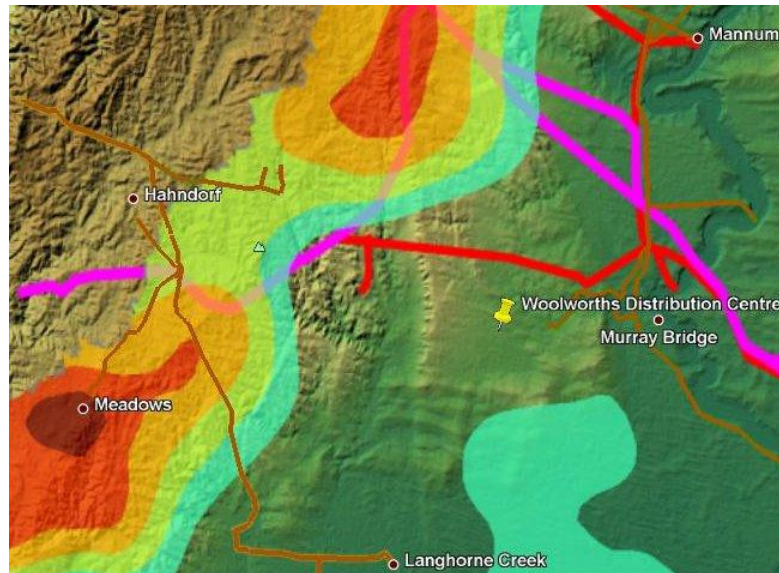 Mannum
Hahndorf
Woolworths Distribution Centre
Murray Bridge
Meadows
Langhorne Creek